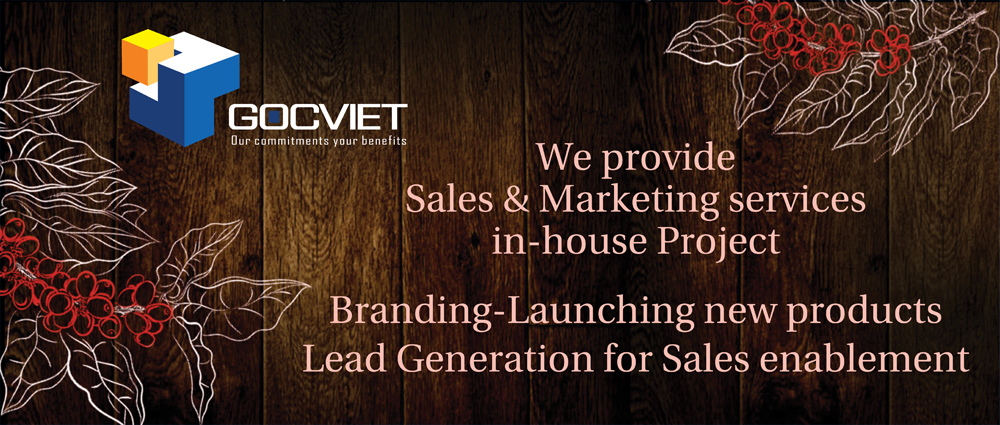 GOCVIET
Our commitments your benefits
We provide
Sales & Marketing services
in-house Project
Branding-Launching new products
Lead Generation for Sales enablement